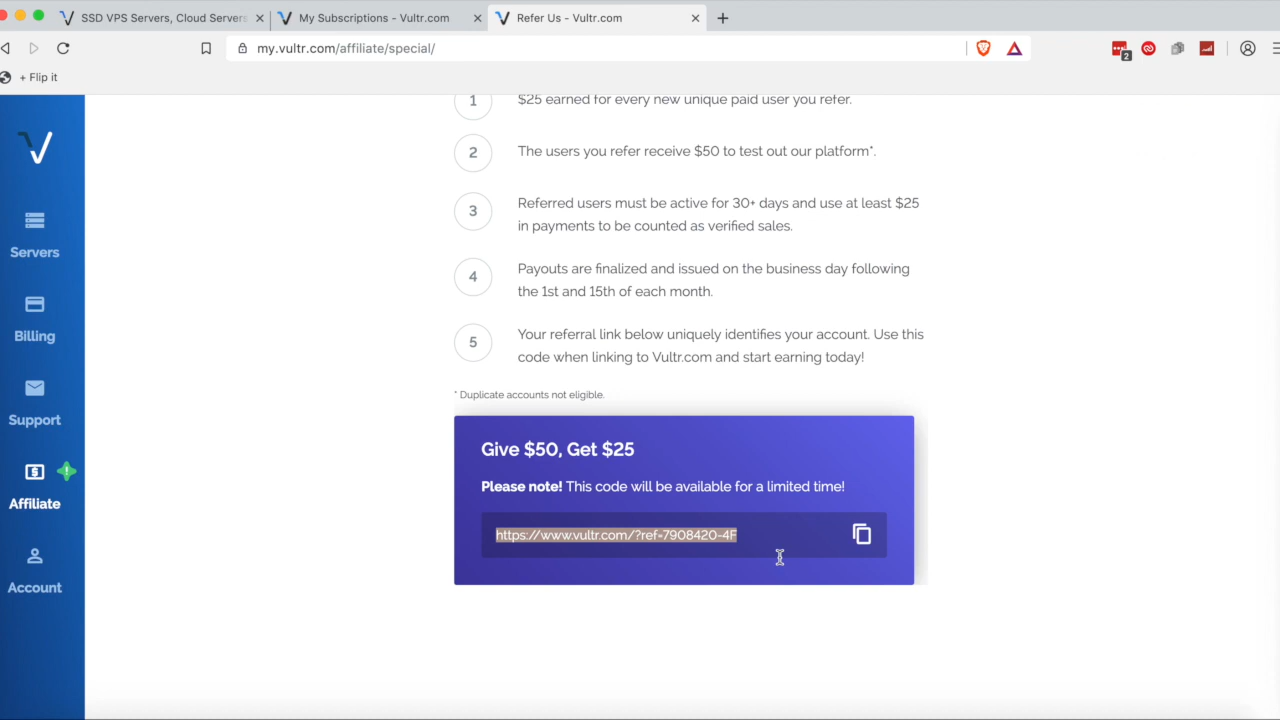 SSD VPS Servers, Cloud Servers
My Subscriptions - Vultr.com
Refer Us - Vultr.com
my.vultr.com/affiliate/special/
2
+ Flip it
1
$25 earned for every new unique paid user you refer.
2
The users you refer receive $50 to test out our platform*.
3
Referred users must be active for 30+ days and use at least $25
in payments to be counted as verified sales.
4
Payouts are finalized and issued on the business day following
the 1st and 15th of each month.
5
Your referral link below uniquely identifies your account. Use this
code when linking to Vultr.com and start earning today!
* Duplicate accounts not eligible.
Give $50, Get $25
Please note! This code will be available for a limited time!
https://www.vultr.com/?ref=7908420-4F
Servers
Billing
Support
Affiliate
Account